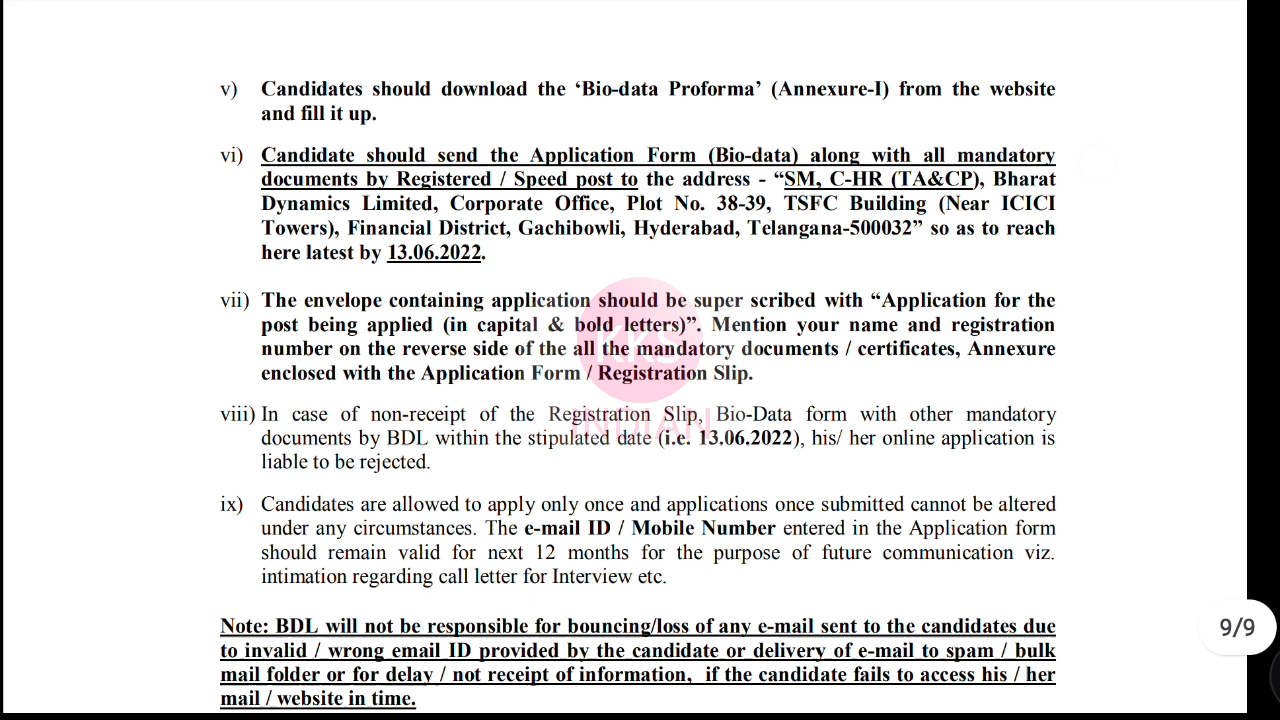 v) Candidates should download the ‘Bio-data Proforma’ (Annexure-I) from the website
and fill it up.
vi) Candidate should send the Application Form (Bio-data) along with all mandatory
documents by Registered / Speed post to the address - “SM, C-HR (TA&CP), Bharat
Dynamics Limited, Corporate Office, Plot No. 38-39, TSFC Building (Near ICICI
Towers), Financial District, Gachibowli, Hyderabad, Telangana-500032” so as to reach
here latest by 13.06.2022.
vii) The envelope containing application should be super scribed with “Application for the
post being applied (in capital & bold letters)”. Mention your name and registration
number on the reverse side of the all the mandatory documents / certificates, Annexure
enclosed with the Application Form / Registration Slip.
KKS
viii) In case of non-receipt of the Registration Slip, Bio-Data form with other mandatory
INDIAN
documents by BDL within the stipulated date (i.e. 13.06.2022), his/ her online application is
liable to be rejected.
ix) Candidates are allowed to apply only once and applications once submitted cannot be altered
under any circumstances. The e-mail ID / Mobile Number entered in the Application form
should remain valid for next 12 months for the purpose of future communication viz.
intimation regarding call letter for Interview etc.
9/9
Note: BDL will not be responsible for bouncing/loss of any e-mail sent to the candidates due
to invalid / wrong email ID provided by the candidate or delivery of e-mail to spam / bulk
mail folder or for delay / not receipt of information, if the candidate fails to access his / her
mail / website in time.